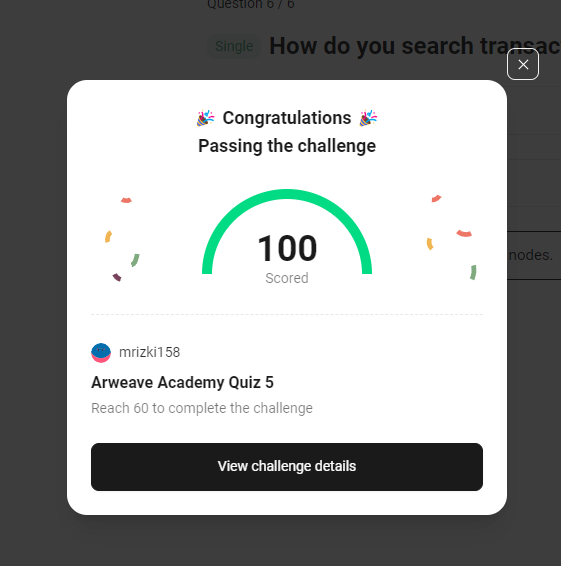 Question 6 / 6
Single How do you search transac
🎉 Congratulations 🎉
Passing the challenge
100
Scored
nodes.
mrizki158
Arweave Academy Quiz 5
Reach 60 to complete the challenge
View challenge details